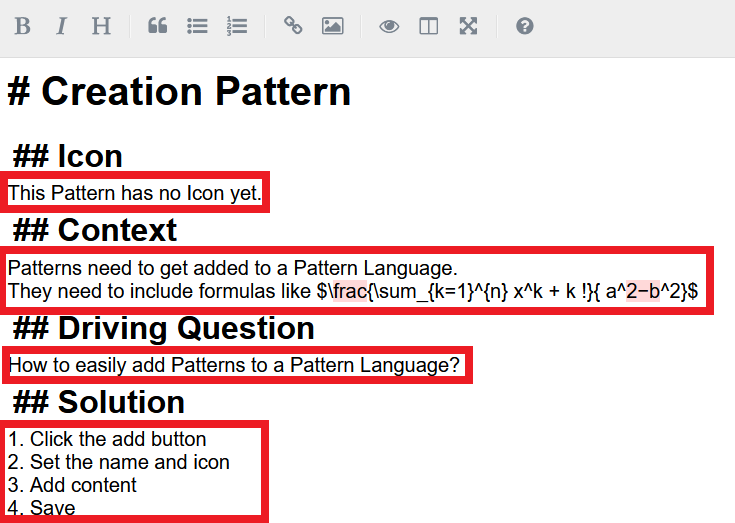 B I H
# Creation Pattern
## Icon
This Pattern has no Icon yet.
## Context
Patterns need to get added to a Pattern Language.
They need to include formulas like $\frac{\sum_{k=1}^{n} x^k + k !}{ a^2−b^2}$
## Driving Question
How to easily add Patterns to a Pattern Language?
## Solution
1. Click the add button
2. Set the name and icon
3. Add content
4. Save